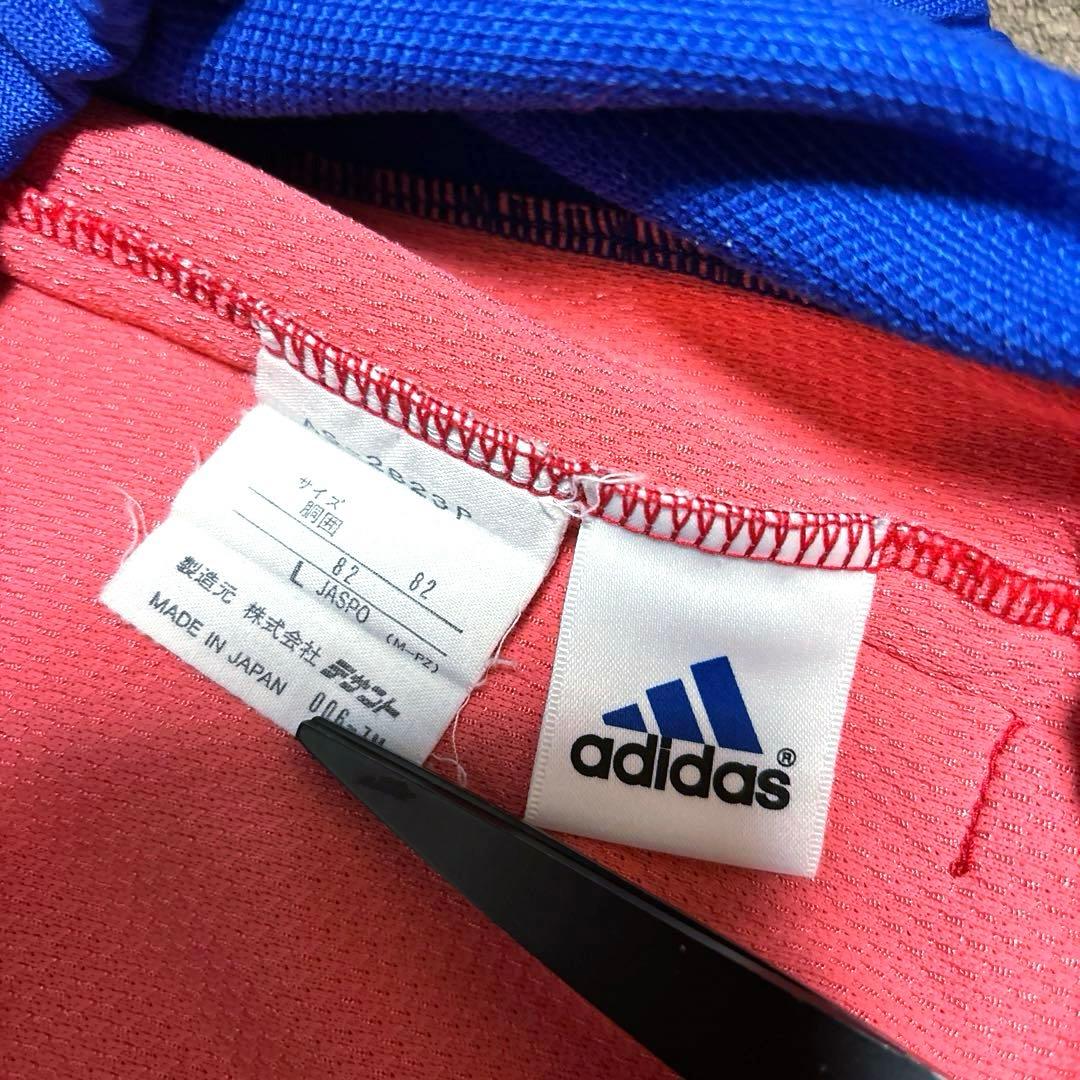 2823P
サイズ
胴囲
82 82
L JASPO (M-PZ)
製造元 株式会社 デサント
MADE IN JAPAN
adidas®